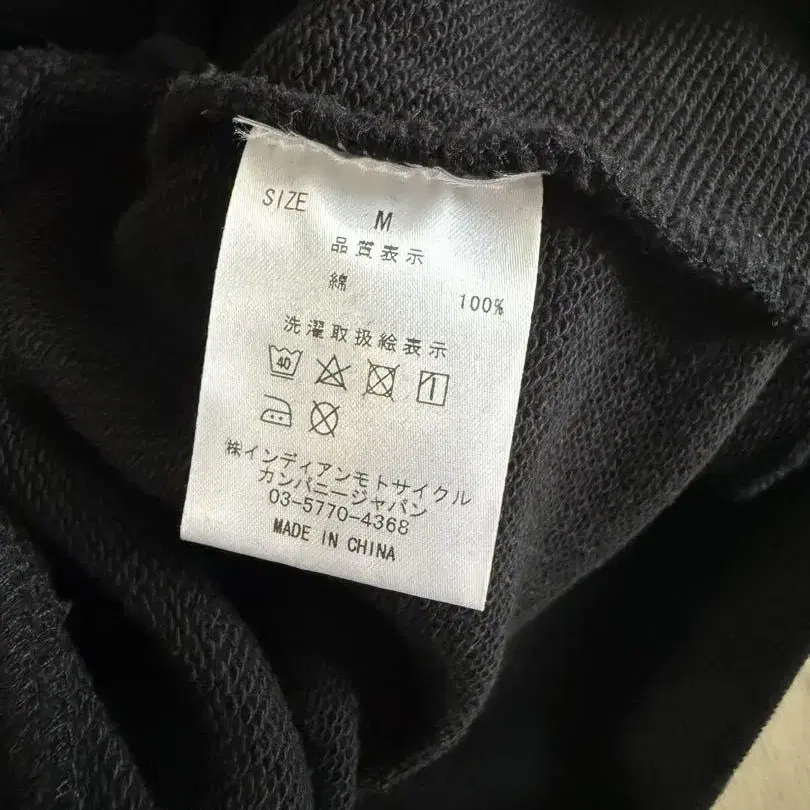 SIZE M
品質表示
綿 100%
洗濯取扱絵表示
40
㈱インディアンモトサイクル
カンパニージャパン
03-5770-4368
MADE IN CHINA